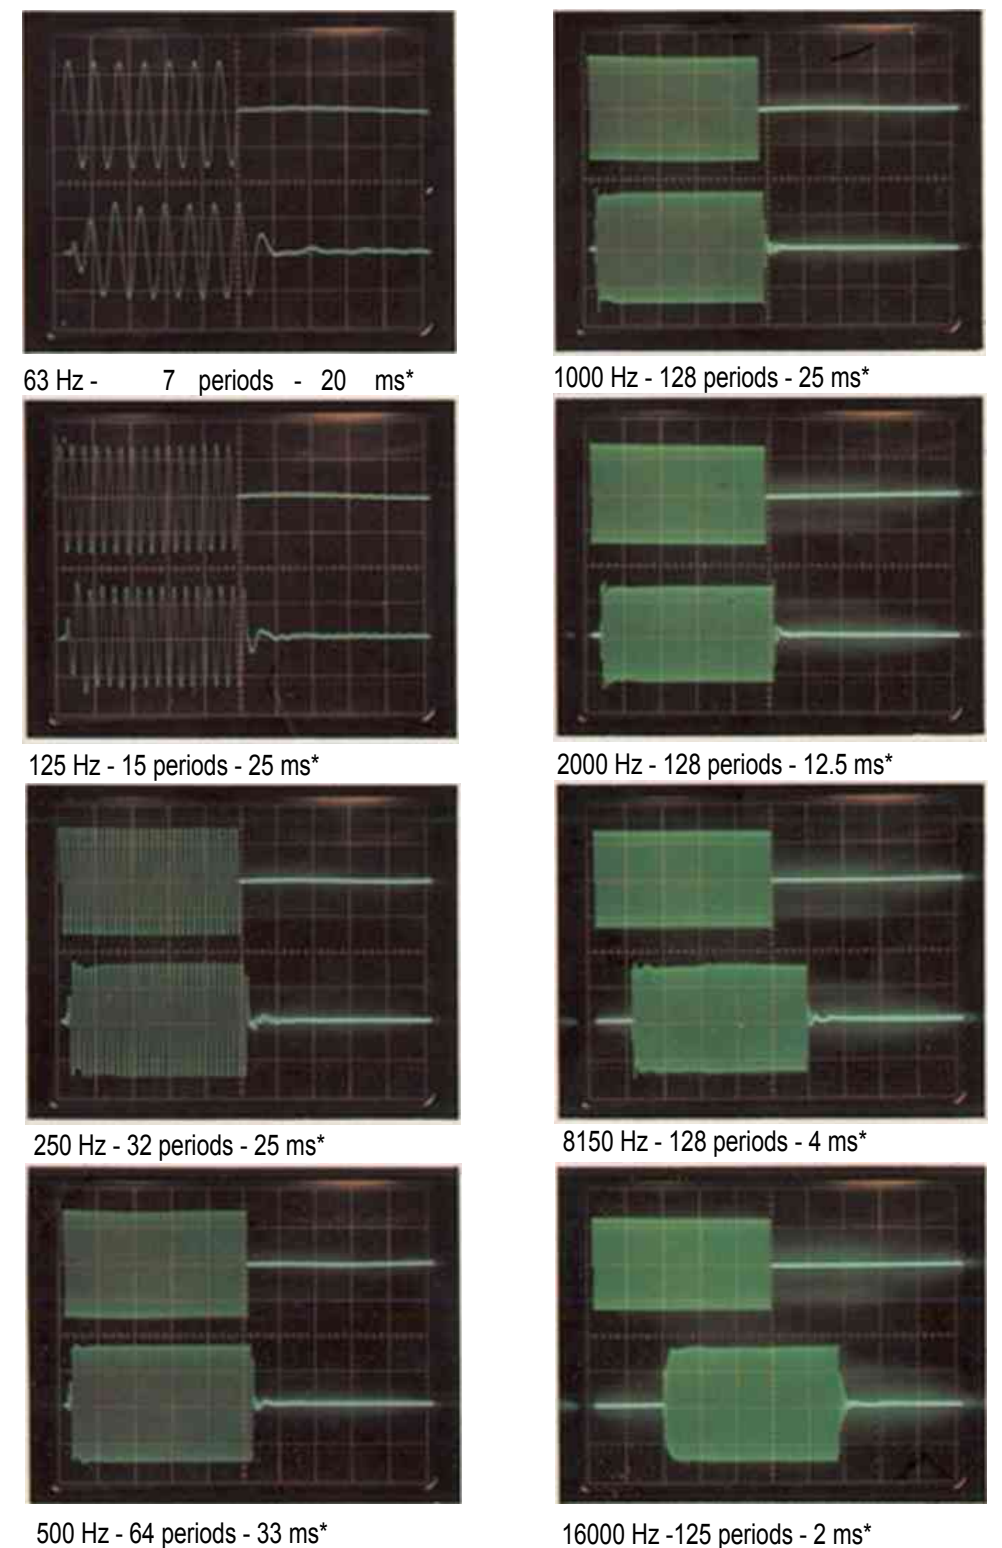 63 Hz - 7 periods - 20 ms*
1000 Hz - 128 periods - 25 ms*
125 Hz - 15 periods - 25 ms*
2000 Hz - 128 periods - 12.5 ms*
250 Hz - 32 periods - 25 ms*
8150 Hz - 128 periods - 4 ms*
500 Hz - 64 periods - 33 ms*
16000 Hz -125 periods - 2 ms*